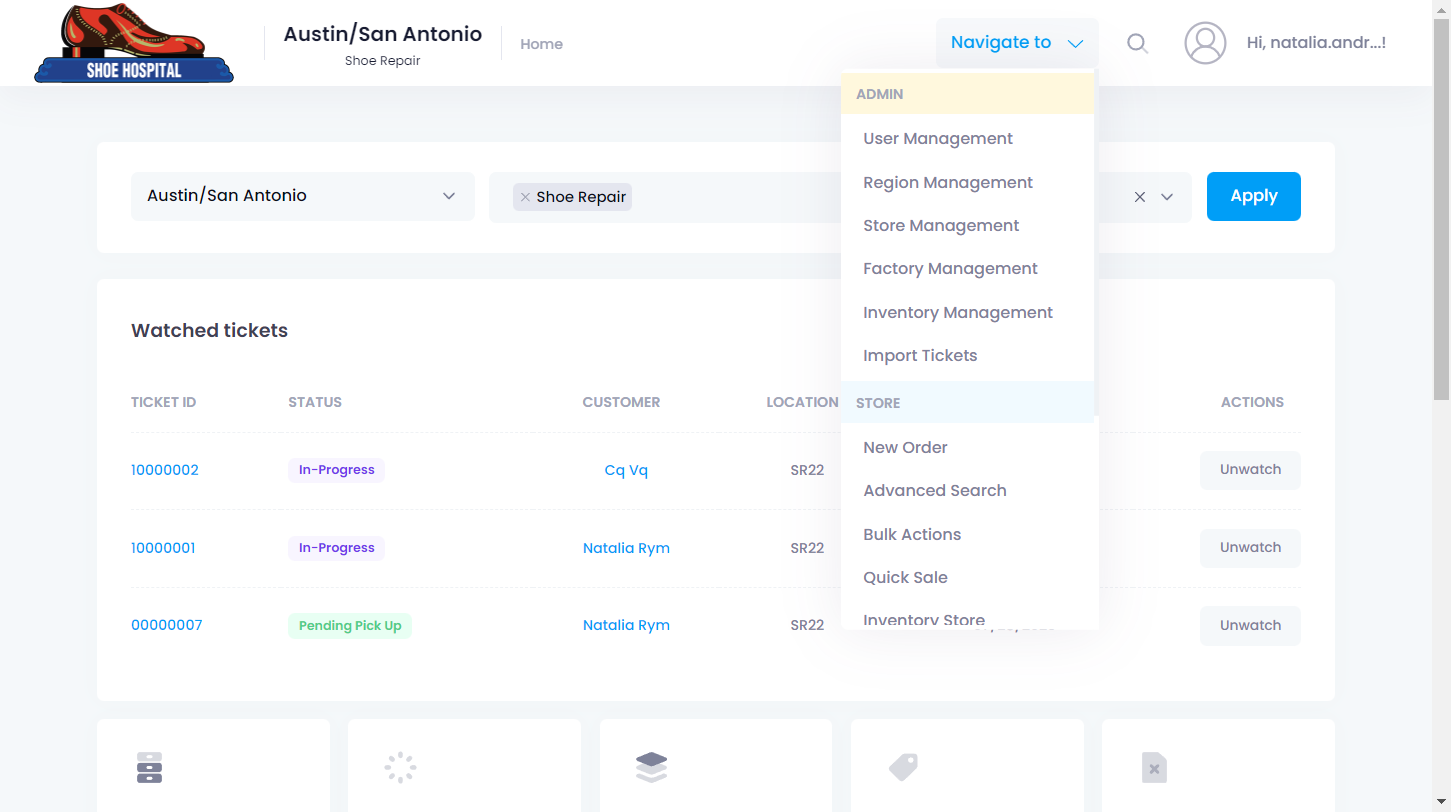 SHOE HOSPITAL
Austin/San Antonio
Shoe Repair
Home
Navigate to
Hi, natalia.andr...!
ADMIN
User Management
Region Management
Store Management
Factory Management
Inventory Management
Import Tickets
STORE
New Order
Advanced Search
Bulk Actions
Quick Sale
Inventory Store
Austin/San Antonio
Shoe Repair
Apply
Watched tickets
TICKET ID STATUS CUSTOMER LOCATION ACTIONS
10000002 In-Progress Cq Vq SR22 Unwatch
10000001 In-Progress Natalia Rym SR22 Unwatch
00000007 Pending Pick Up Natalia Rym SR22 Unwatch